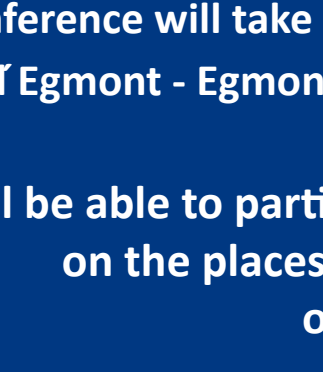 nference will take
Egmont - Egmon
l be able to parti
on the places
o